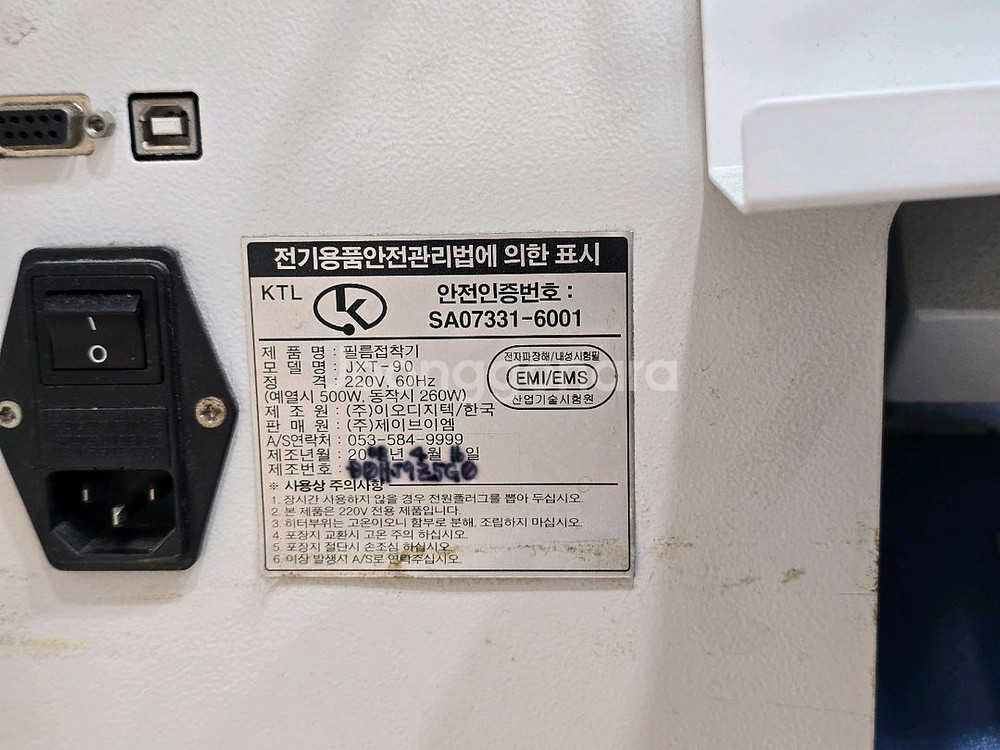 전기용품안전관리법에 의한 표시
KTL
안전인증번호 :
SA07331-6001
제 품 명 : 필름접착기
모 델 명 : JXT-90
정 격 : 220V, 60Hz
(예열시 500W, 동작시 260W)
제 조 원 : (주)이오디지텍/한국
판 매 원 : (주)제이브이엠
A/S연락처 : 053-584-9999
제조년월 : 20 년 4월 일
제조번호 :
전자파장해/내성시험필
EMI/EMS
산업기술시험원
※ 사용상 주의사항
1. 장시간 사용하지 않을 경우 전원플러그를 뽑아 두십시오.
2. 본 제품은 220V 전용 제품입니다.
3. 히터부위는 고온이오니 함부로 분해, 조립하지 마십시오.
4. 포장지 교환시 고온 주의 하십시오.
5. 포장지 절단시 손조심 하십시오.
6. 이상 발생시 A/S로 연락주십시오.
I
O